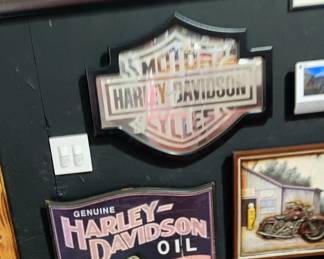 MOTOR
HARLEY-DAVIDSON
CYCLES
GENUINE
HARLEY-
DAVIDSON
OIL